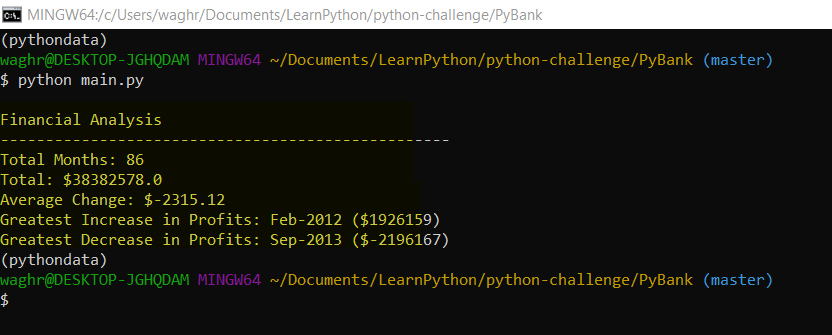 MINGW64:/c/Users/waghr/Documents/LearnPython/python-challenge/PyBank
(pythondata)
waghr@DESKTOP-JGHQDAM MINGW64 ~/Documents/LearnPython/python-challenge/PyBank (master)
$ python main.py
Financial Analysis
--------------------------------------------------
Total Months: 86
Total: $38382578.0
Average Change: $-2315.12
Greatest Increase in Profits: Feb-2012 ($1926159)
Greatest Decrease in Profits: Sep-2013 ($-2196167)
(pythondata)
waghr@DESKTOP-JGHQDAM MINGW64 ~/Documents/LearnPython/python-challenge/PyBank (master)
$